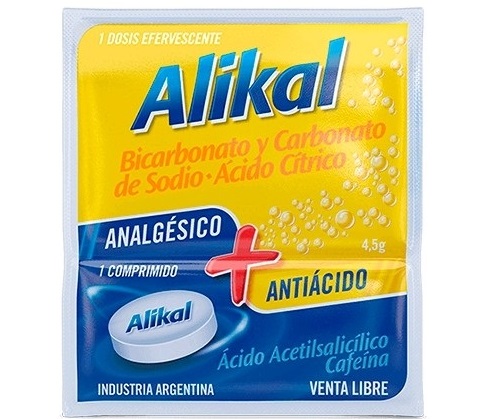 1 DOSIS EFERVESCENTE
Alikal
Bicarbonato y Carbonato
de Sodio · Ácido Cítrico
ANALGÉSICO
4,5g
1 COMPRIMIDO
ANTIÁCIDO
Alikal
Ácido Acetilsalicílico
Cafeína
INDUSTRIA ARGENTINA
VENTA LIBRE